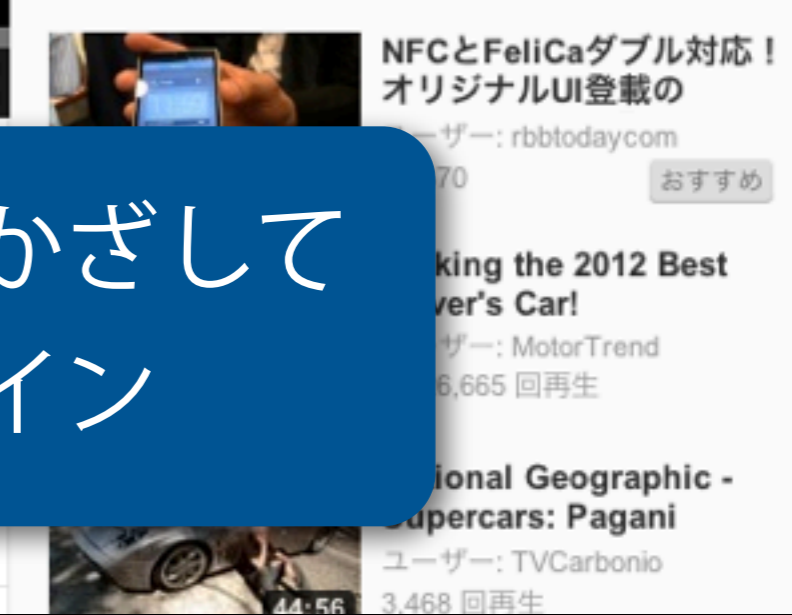 NFCとFeliCaダブル対応！
オリジナルUI登載の
ーザー: rbbtodaycom
70
おすすめ
かざして
イン
king the 2012 Best
ver's Car!
ザー: MotorTrend
6,665 回再生
ional Geographic -
Supercars: Pagani
ユーザー: TVCarbonio
44:56
3,468 回再生